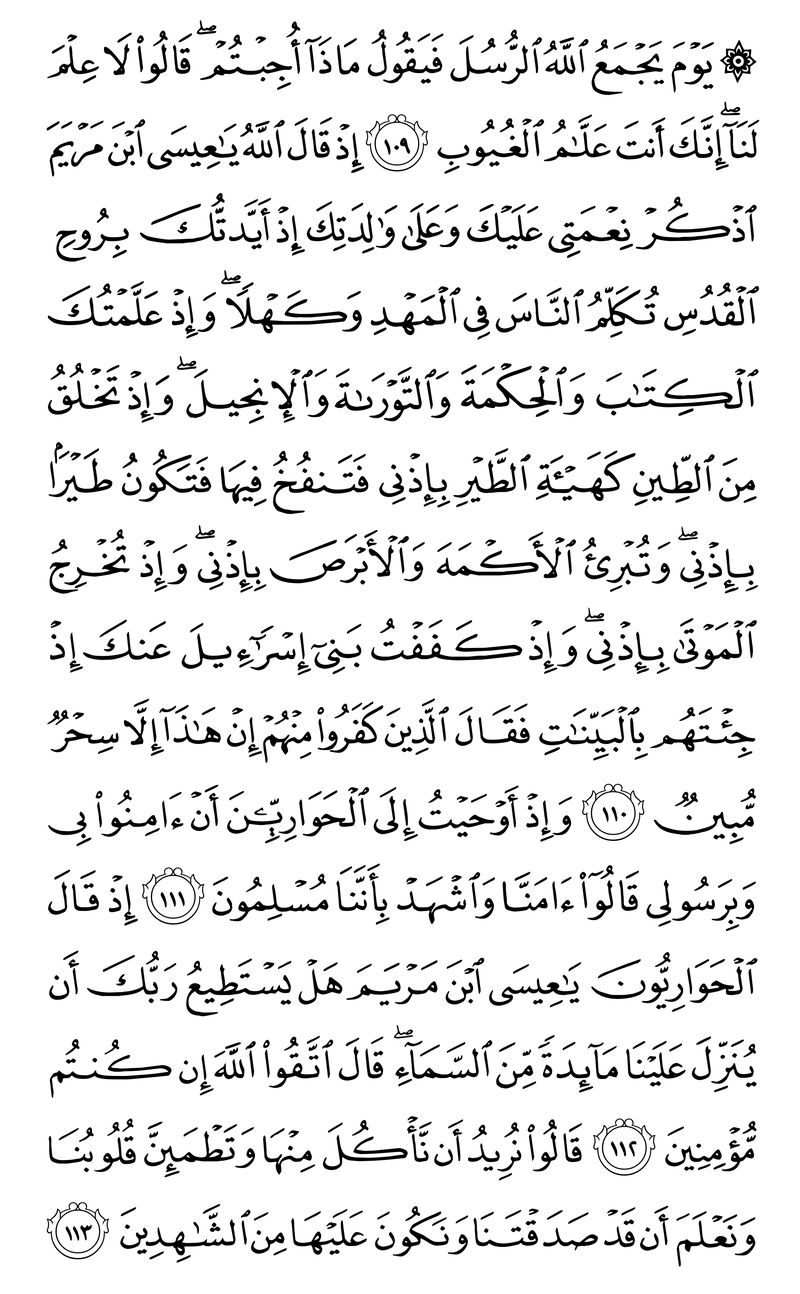 ۞ يَوۡمَ يَجۡمَعُ ٱللَّهُ ٱلرُّسُلَ فَيَقُولُ مَاذَآ أُجِبۡتُمۡۖ قَالُواْ لَا عِلۡمَ
لَنَآۖ إِنَّكَ أَنتَ عَلَّٰمُ ٱلۡغُيُوبِ ١٠٩ إِذۡ قَالَ ٱللَّهُ يَٰعِيسَى ٱبۡنَ مَرۡيَمَ
ٱذۡكُرۡ نِعۡمَتِي عَلَيۡكَ وَعَلَىٰ وَٰلِدَتِكَ إِذۡ أَيَّدتُّكَ بِرُوحِ
ٱلۡقُدُسِ تُكَلِّمُ ٱلنَّاسَ فِي ٱلۡمَهۡدِ وَكَهۡلٗاۖ وَإِذۡ عَلَّمۡتُكَ
ٱلۡكِتَٰبَ وَٱلۡحِكۡمَةَ وَٱلتَّوۡرَىٰةَ وَٱلۡإِنجِيلَۖ وَإِذۡ تَخۡلُقُ
مِنَ ٱلطِّينِ كَهَيۡـَٔةِ ٱلطَّيۡرِ بِإِذۡنِي فَتَنفُخُ فِيهَا فَتَكُونُ طَيۡرَۢا
بِإِذۡنِيۖ وَتُبۡرِئُ ٱلۡأَكۡمَهَ وَٱلۡأَبۡرَصَ بِإِذۡنِيۖ وَإِذۡ تُخۡرِجُ
ٱلۡمَوۡتَىٰ بِإِذۡنِيۖ وَإِذۡ كَفَفۡتُ بَنِيٓ إِسۡرَٰٓءِيلَ عَنكَ إِذۡ
جِئۡتَهُم بِٱلۡبَيِّنَٰتِ فَقَالَ ٱلَّذِينَ كَفَرُواْ مِنۡهُمۡ إِنۡ هَٰذَآ إِلَّا سِحۡرٞ
مُّبِينٞ ١١٠ وَإِذۡ أَوۡحَيۡتُ إِلَى ٱلۡحَوَارِيِّـۧنَ أَنۡ ءَامِنُواْ بِي
وَبِرَسُولِي قَالُوٓاْ ءَامَنَّا وَٱشۡهَدۡ بِأَنَّنَا مُسۡلِمُونَ ١١١ إِذۡ قَالَ
ٱلۡحَوَارِيُّونَ يَٰعِيسَى ٱبۡنَ مَرۡيَمَ هَلۡ يَسۡتَطِيعُ رَبُّكَ أَن
يُنَزِّلَ عَلَيۡنَا مَآئِدَةٗ مِّنَ ٱلسَّمَآءِۖ قَالَ ٱتَّقُواْ ٱللَّهَ إِن كُنتُم
مُّؤۡمِنِينَ ١١٢ قَالُواْ نُرِيدُ أَن نَّأۡكُلَ مِنۡهَا وَتَطۡمَئِنَّ قُلُوبُنَا
وَنَعۡلَمَ أَن قَدۡ صَدَقۡتَنَا وَنَكُونَ عَلَيۡهَا مِنَ ٱلشَّٰهِدِينَ ١١٣